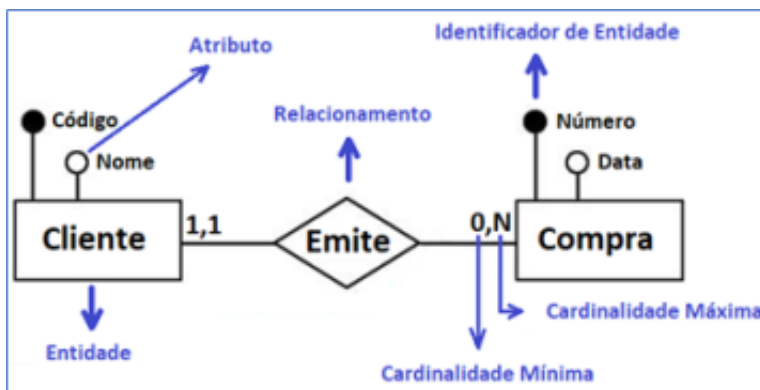 Atributo
Identificador de Entidade
Código
Relacionamento
Número
Nome
Data
Cliente
1,1
Emite
0,N
Compra
Cardinalidade Máxima
Entidade
Cardinalidade Mínima